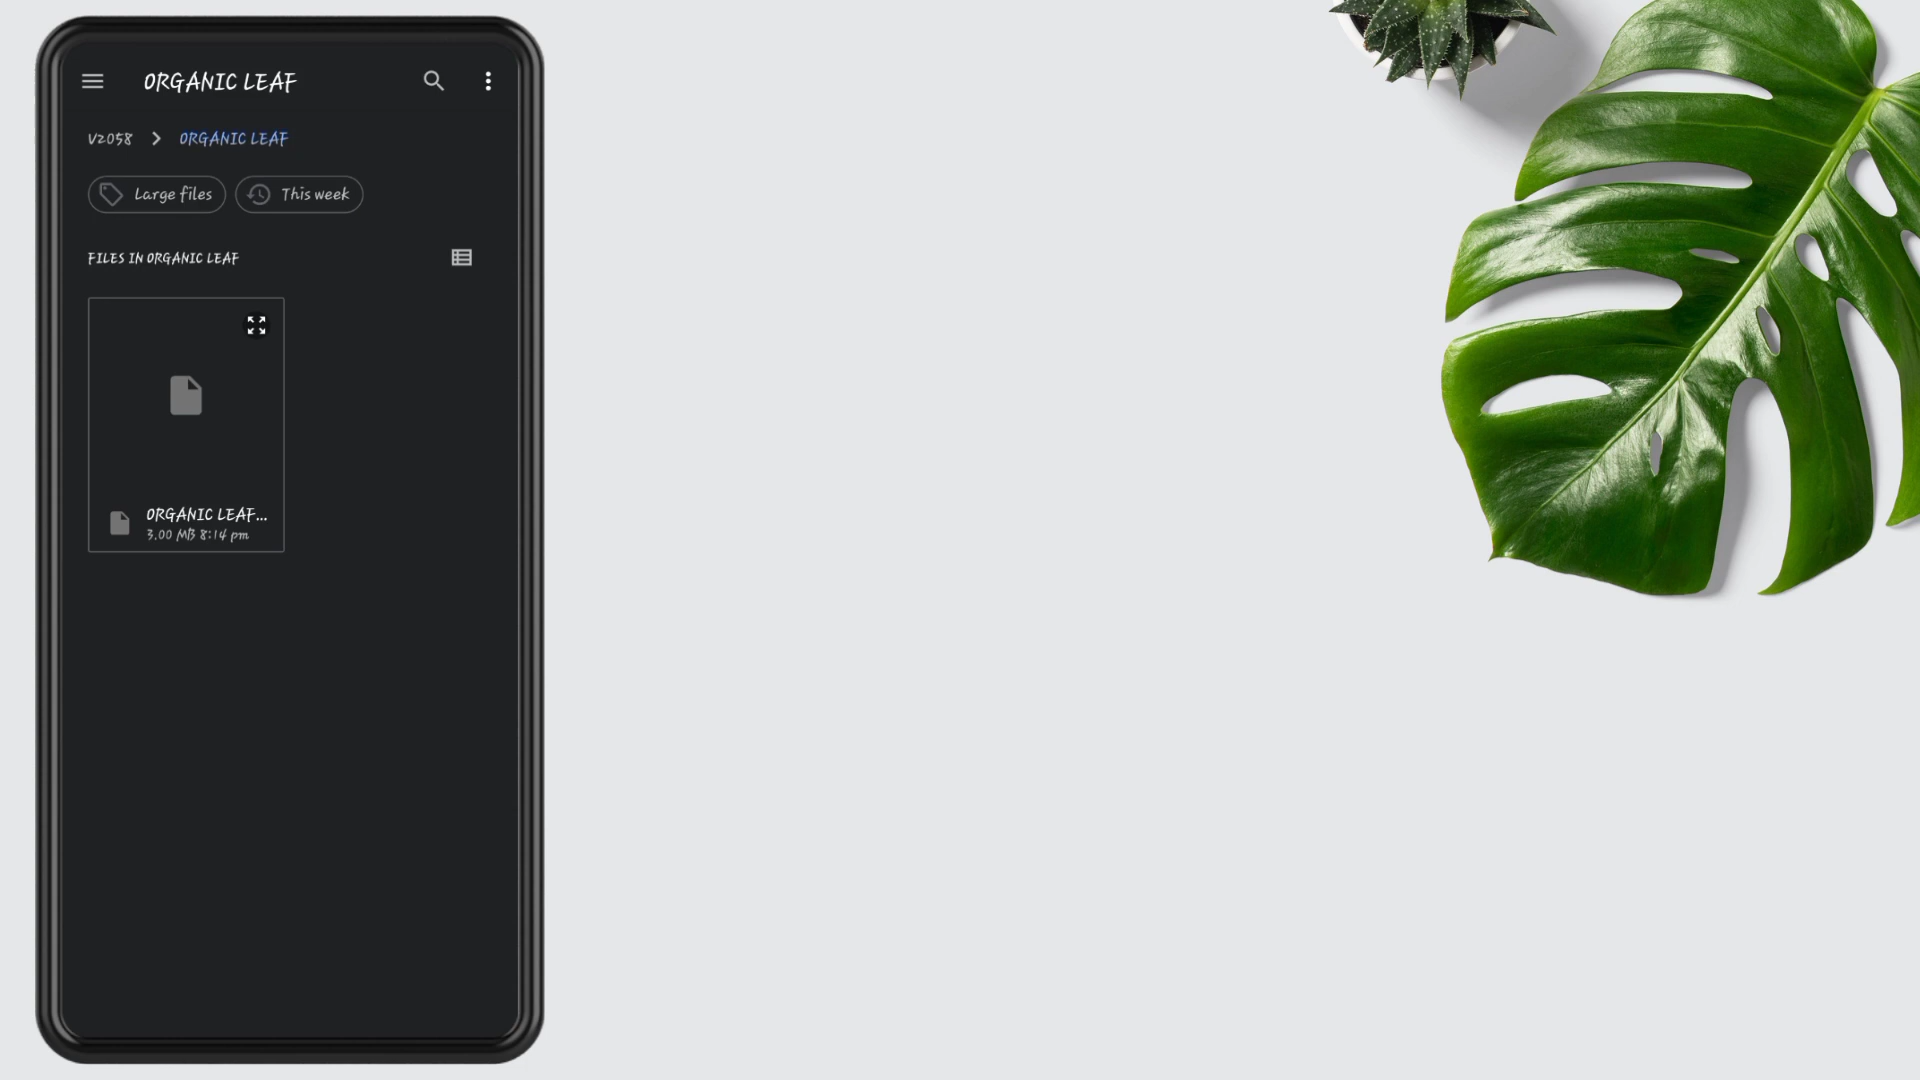 ORGANIC LEAF
V2058 > ORGANIC LEAF
Large files This week
FILES IN ORGANIC LEAF
ORGANIC LEAF...
3.00 MB 8:14 pm